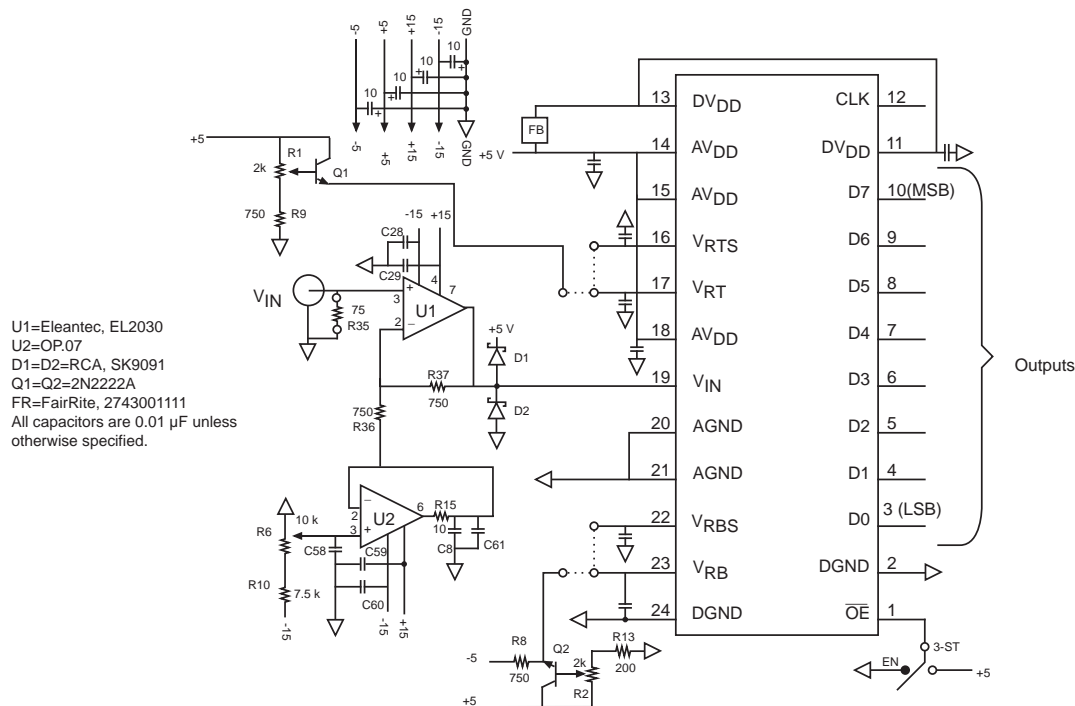 -5
+5
+15
-15
GND
10
10
10
10
-5
+5
+15
-15
GND
+5
R1
2k
Q1
750
R9
-15
+15
C28
C29
4
7
3
2
+
–
U1
VIN
75
R35
R37
750
750
R36
+5 V
D1
D2
U1=Eleantec, EL2030
U2=OP.07
D1=D2=RCA, SK9091
Q1=Q2=2N2222A
FR=FairRite, 2743001111
All capacitors are 0.01 µF unless
otherwise specified.
10 k
R6
R10
7.5 k
-15
–
+
2
3
6
U2
R15
10
C8
C61
C58
C59
C60
-15
+15
-5
R8
750
+5
Q2
2k
R2
R13
200
FB
+5 V
13 DVDD
14 AVDD
15 AVDD
16 VRTS
17 VRT
18 AVDD
19 VIN
20 AGND
21 AGND
22 VRBS
23 VRB
24 DGND
CLK 12
DVDD 11
D7 10(MSB)
D6 9
D5 8
D4 7
D3 6
D2 5
D1 4
D0 3 (LSB)
DGND 2
OE 1
Outputs
3-ST
EN
+5